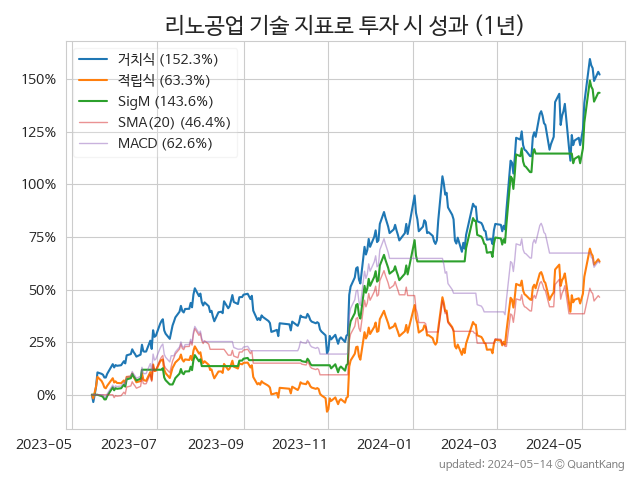 리노공업 기술 지표로 투자 시 성과 (1년)
거치식 (152.3%)
적립식 (63.3%)
SigM (143.6%)
SMA(20) (46.4%)
MACD (62.6%)
150%
125%
100%
75%
50%
25%
0%
2023-05 2023-07 2023-09 2023-11 2024-01 2024-03 2024-05
updated: 2024-05-14 © QuantKang